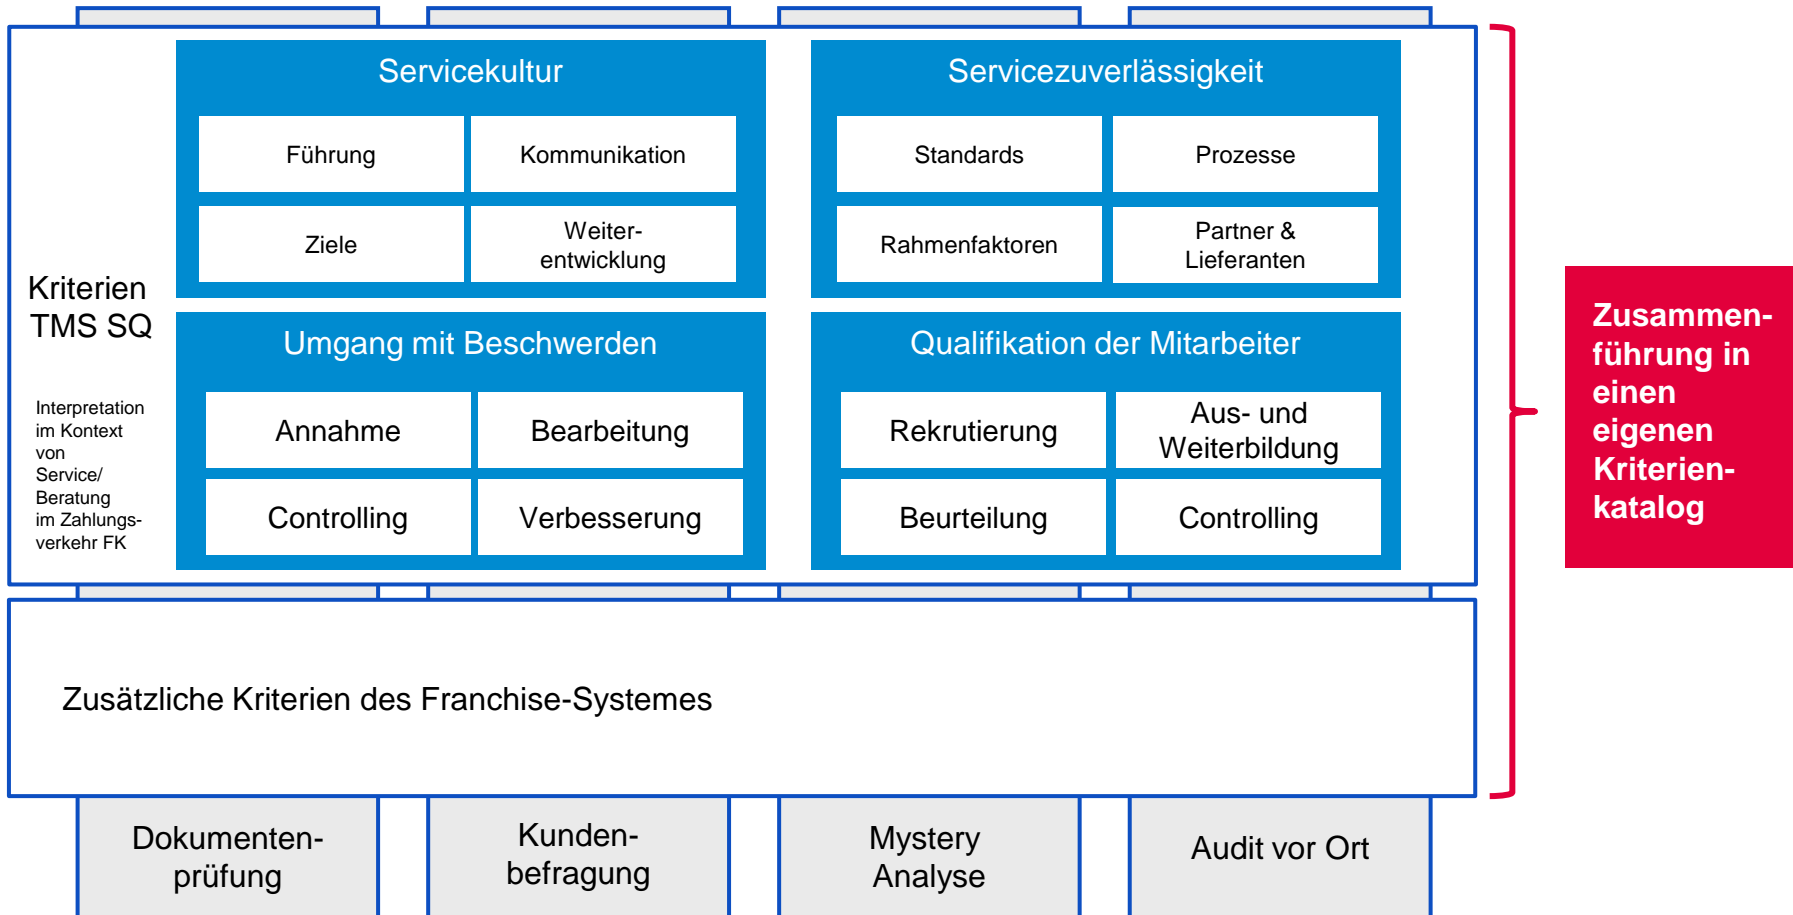 Servicekultur
Führung
Kommunikation
Ziele
Weiter-
entwicklung
Servicezuverlässigkeit
Standards
Prozesse
Rahmenfaktoren
Partner &
Lieferanten
Kriterien
TMS SQ
Interpretation
im Kontext
von
Service/
Beratung
im Zahlungs-
verkehr FK
Umgang mit Beschwerden
Annahme
Bearbeitung
Controlling
Verbesserung
Qualifikation der Mitarbeiter
Rekrutierung
Aus- und
Weiterbildung
Beurteilung
Controlling
Zusammen-
führung in
einen
eigenen
Kriterien-
katalog
Zusätzliche Kriterien des Franchise-Systemes
Dokumenten-
prüfung
Kunden-
befragung
Mystery
Analyse
Audit vor Ort